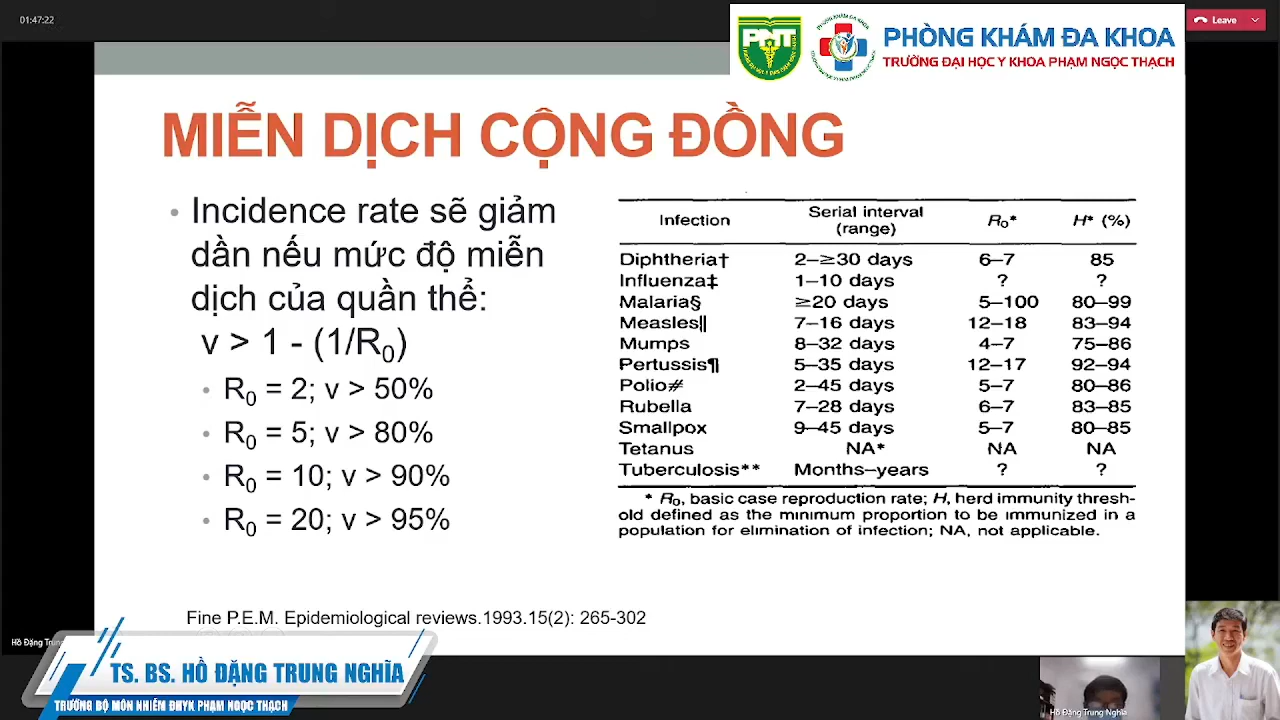 01:47:22
Leave
PNT
PHÒNG KHÁM ĐA KHOA
TRƯỜNG ĐẠI HỌC Y KHOA PHẠM NGỌC THẠCH
MIỄN DỊCH CỘNG ĐỒNG
• Incidence rate sẽ giảm
dần nếu mức độ miễn
dịch của quần thể:
v > 1 - (1/R0)
• R0 = 2; v > 50%
• R0 = 5; v > 80%
• R0 = 10; v > 90%
• R0 = 20; v > 95%
Infection Serial interval (range) R0* H* (%)
Diphtheria† 2–≥30 days 6–7 85
Influenza‡ 1–10 days ? ?
Malaria§ ≥20 days 5–100 80–99
Measles‖ 7–16 days 12–18 83–94
Mumps 8–32 days 4–7 75–86
Pertussis¶ 5–35 days 12–17 92–94
Polio# 2–45 days 5–7 80–86
Rubella 7–28 days 6–7 83–85
Smallpox 9–45 days 5–7 80–85
Tetanus NA* NA NA
Tuberculosis** Months–years ? ?
* R0, basic case reproduction rate; H, herd immunity thresh-
old defined as the minimum proportion to be immunized in a
population for elimination of infection; NA, not applicable.
Fine P.E.M. Epidemiological reviews.1993.15(2): 265-302
Hồ Đặng Trung
TS. BS. HỒ ĐẶNG TRUNG NGHĨA
TRƯỞNG BỘ MÔN NHIỄM ĐHYK PHẠM NGỌC THẠCH
Hồ Đặng Trung Nghĩa